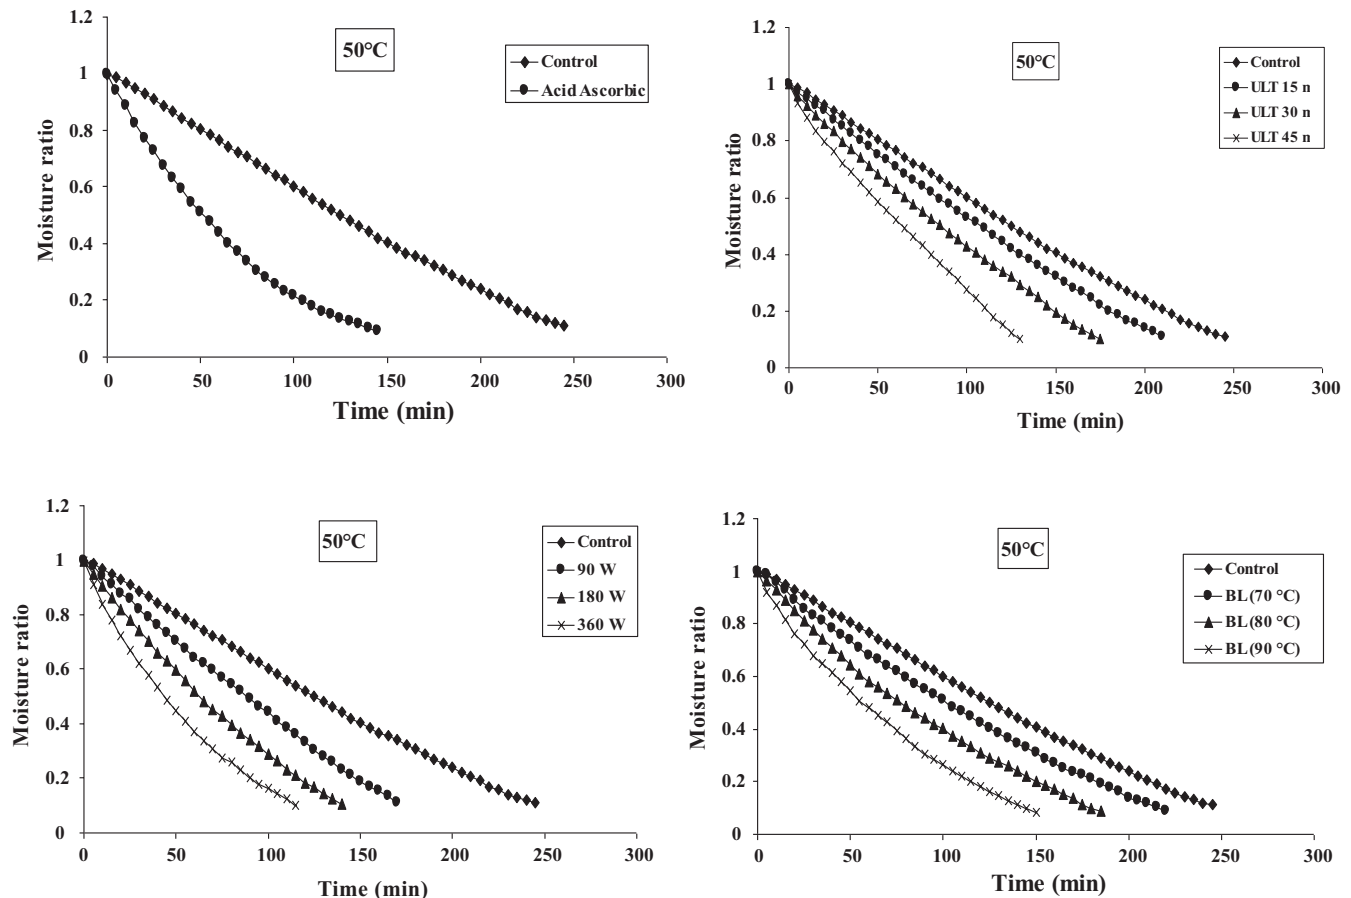 1.2
50°C
Control
Acid Ascorbic
1
0.8
0.6
0.4
0.2
0
Moisture ratio
0 50 100 150 200 250 300
Time (min)
1.2
50°C
Control
ULT 15 n
ULT 30 n
ULT 45 n
1
0.8
0.6
0.4
0.2
0
Moisture ratio
0 50 100 150 200 250 300
Time (min)
1.2
50°C
Control
90 W
180 W
360 W
1
0.8
0.6
0.4
0.2
0
Moisture ratio
0 50 100 150 200 250 300
Time (min)
1.2
50°C
Control
BL(70 °C)
BL(80 °C)
BL(90 °C)
1
0.8
0.6
0.4
0.2
0
Moisture ratio
0 50 100 150 200 250 300
Time (min)